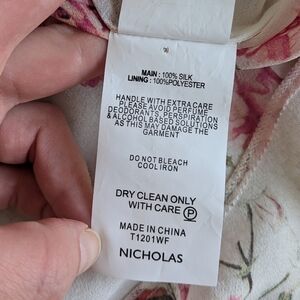 MAIN : 100% SILK
LINING : 100%POLYESTER
HANDLE WITH EXTRA CARE
PLEASE AVOID PERFUME
DEODORANTS, PERSPIRATION
& ALCOHOL BASED SOLUTIONS
AS THIS MAY DAMAGE THE
GARMENT
DO NOT BLEACH
COOL IRON
DRY CLEAN ONLY
WITH CARE Ⓟ
MADE IN CHINA
T1201WF
NICHOLAS